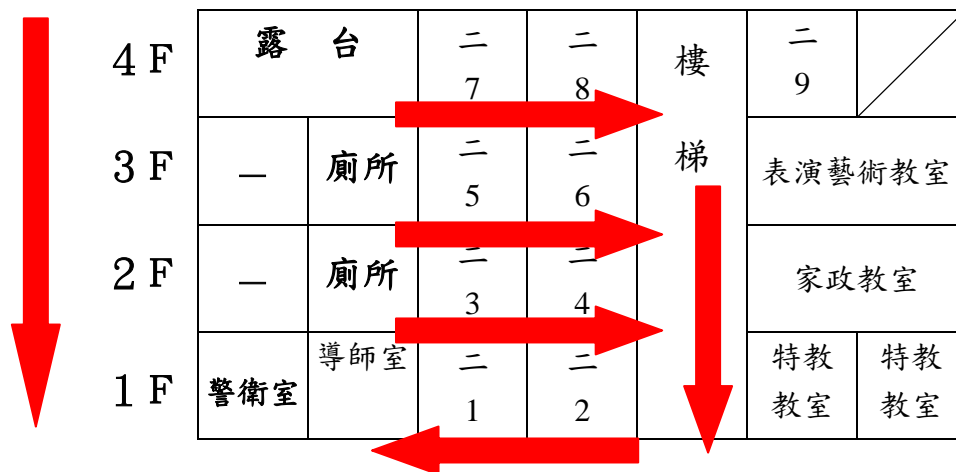 4F 露 台 二 二 樓 二
7 8 9
3F 一 廁所 二 二 梯 表演藝術教室
5 6
2F 一 廁所 二 二 家政教室
3 4
1F 警衛室 導師室 二 二 特教 特教
1 2 教室 教室